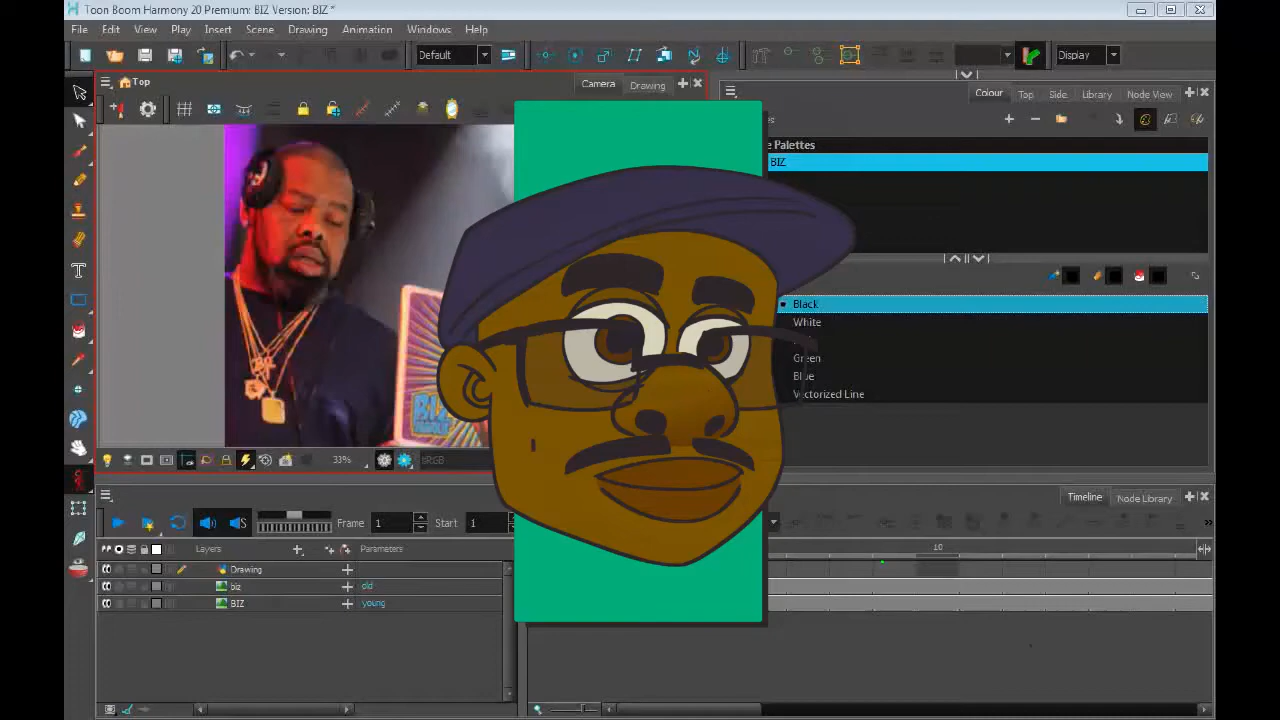 Toon Boom Harmony 20 Premium: BIZ Version: BIZ *
File Edit View Play Insert Scene Drawing Animation Windows Help
Default
Display
Top
Camera Drawing
Colour Top Side Library Node View
e Palettes
BIZ
Black
White
Green
Blue
Vectorized Line
BIZ
33%
sRGB
Timeline Node Library
Frame 1 Start 1
Layers Parameters
10
Drawing
biz old
BIZ young